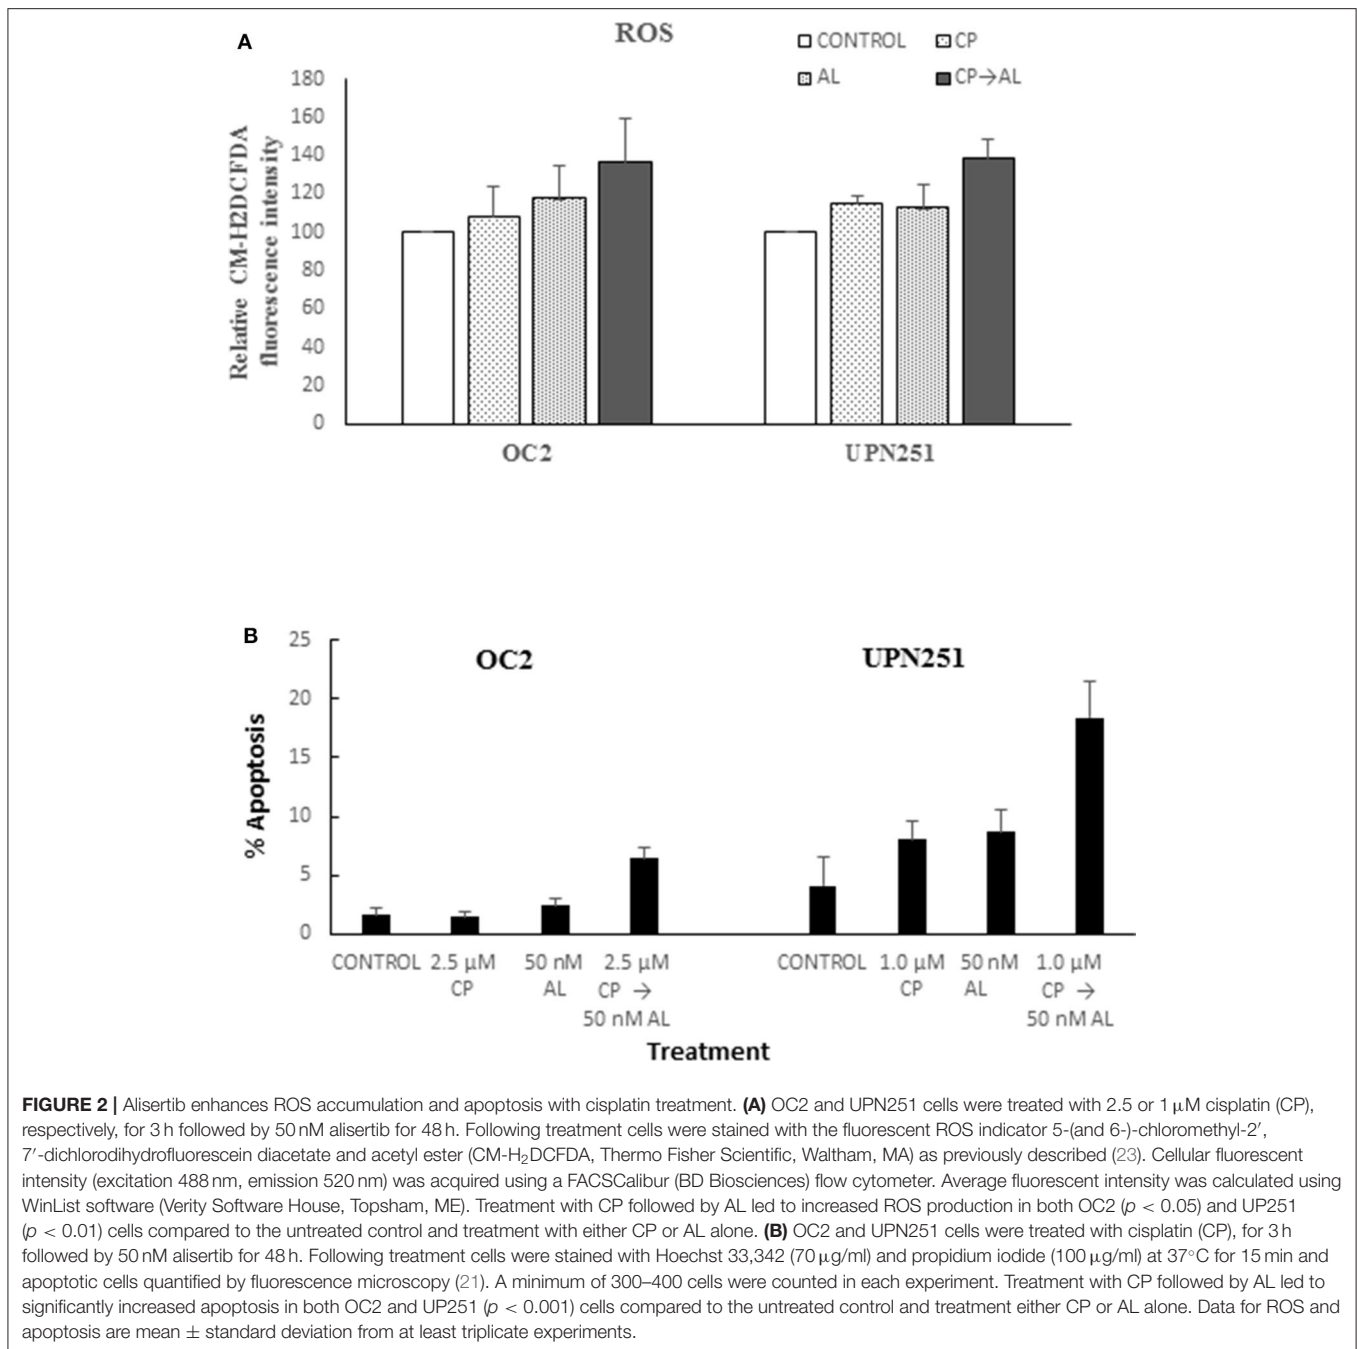 A
ROS
CONTROL
CP
AL
CP→AL
Relative CM-H2DCFDA
fluorescence intensity
180
160
140
120
100
80
60
40
20
0
OC2
UPN251
B
OC2
UPN251
% Apoptosis
25
20
15
10
5
0
CONTROL 2.5 µM 50 nM 2.5 µM CONTROL 1.0 µM 50 nM 1.0 µM
CP AL CP → CP AL CP →
50 nM AL 50 nM AL
Treatment
FIGURE 2 | Alisertib enhances ROS accumulation and apoptosis with cisplatin treatment. (A) OC2 and UPN251 cells were treated with 2.5 or 1 µM cisplatin (CP),
respectively, for 3 h followed by 50 nM alisertib for 48 h. Following treatment cells were stained with the fluorescent ROS indicator 5-(and 6-)-chloromethyl-2′,
7′-dichlorodihydrofluorescein diacetate and acetyl ester (CM-H₂DCFDA, Thermo Fisher Scientific, Waltham, MA) as previously described (23). Cellular fluorescent
intensity (excitation 488 nm, emission 520 nm) was acquired using a FACSCalibur (BD Biosciences) flow cytometer. Average fluorescent intensity was calculated using
WinList software (Verity Software House, Topsham, ME). Treatment with CP followed by AL led to increased ROS production in both OC2 (p < 0.05) and UP251
(p < 0.01) cells compared to the untreated control and treatment with either CP or AL alone. (B) OC2 and UPN251 cells were treated with cisplatin (CP), for 3 h
followed by 50 nM alisertib for 48 h. Following treatment cells were stained with Hoechst 33,342 (70 µg/ml) and propidium iodide (100 µg/ml) at 37°C for 15 min and
apoptotic cells quantified by fluorescence microscopy (21). A minimum of 300–400 cells were counted in each experiment. Treatment with CP followed by AL led to
significantly increased apoptosis in both OC2 and UP251 (p < 0.001) cells compared to the untreated control and treatment either CP or AL alone. Data for ROS and
apoptosis are mean ± standard deviation from at least triplicate experiments.